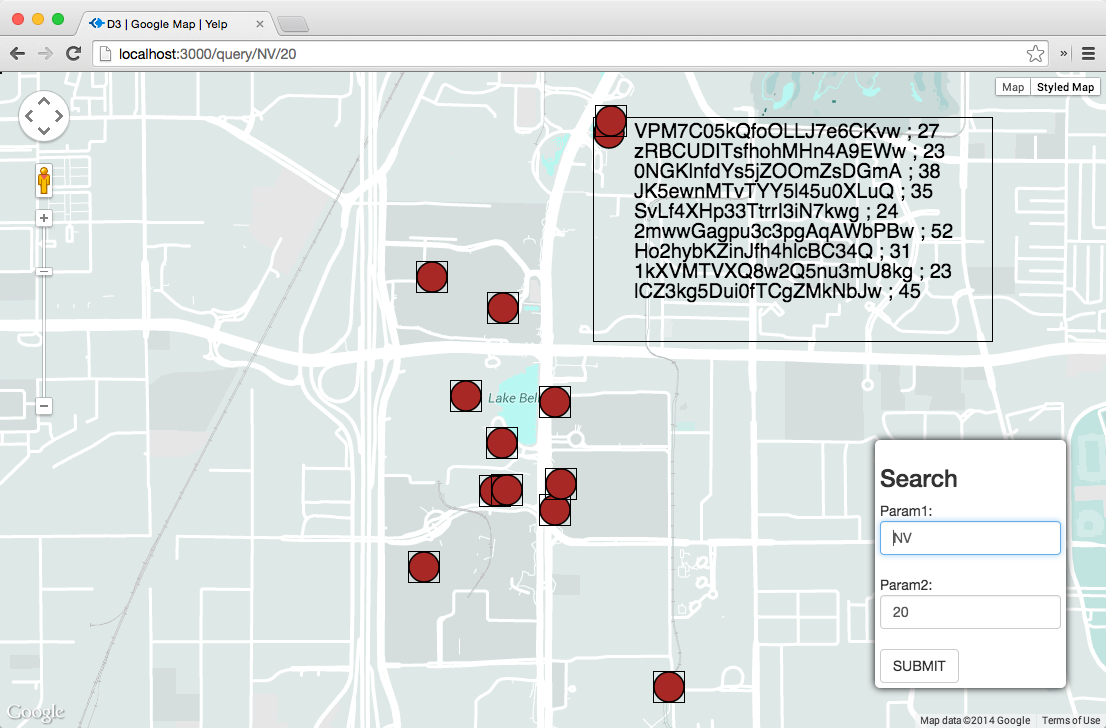 D3 | Google Map | Yelp
localhost:3000/query/NV/20
Map
Styled Map
VPM7C05kQfoOLLJ7e6CKvw ; 27
zRBCUDITsfhohMHn4A9EWw ; 23
0NGKlnfdYs5jZOOmZsDGmA ; 38
JK5ewnMTvTYY5l45u0XLuQ ; 35
SvLf4XHp33TtrrI3iN7kwg ; 24
2mwwGagpu3c3pgAqAWbPBw ; 52
Ho2hybKZinJfh4hlcBC34Q ; 31
1kXVMTVXQ8w2Q5nu3mU8kg ; 23
lCZ3kg5Dui0fTCgZMkNbJw ; 45
Lake Bell
Search
Param1:
NV
Param2:
20
SUBMIT
Google
Map data ©2014 Google
Terms of Use